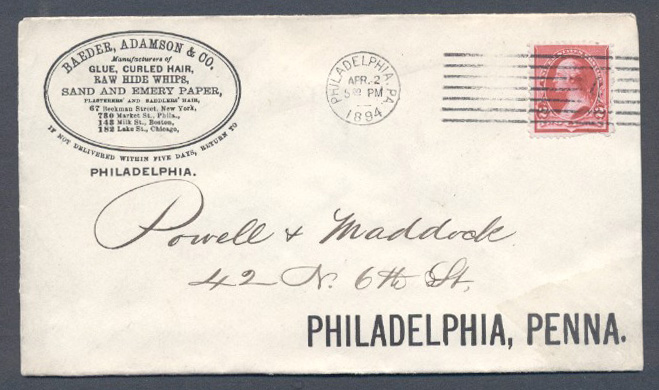 BAEDER, ADAMSON & CO.
Manufacturers of
GLUE, CURLED HAIR,
RAW HIDE WHIPS,
SAND AND EMERY PAPER,
PLASTERERS' AND SADDLERS' HAIR,
67 Beekman Street, New York,
730 Market St., Phila.,
143 Milk St., Boston,
182 Lake St., Chicago,
IF NOT DELIVERED WITHIN FIVE DAYS, RETURN TO
PHILADELPHIA.
PHILADELPHIA, PA.
APR. 2
PM
1894
Powell & Maddock
42 N. 6th St.
PHILADELPHIA, PENNA.